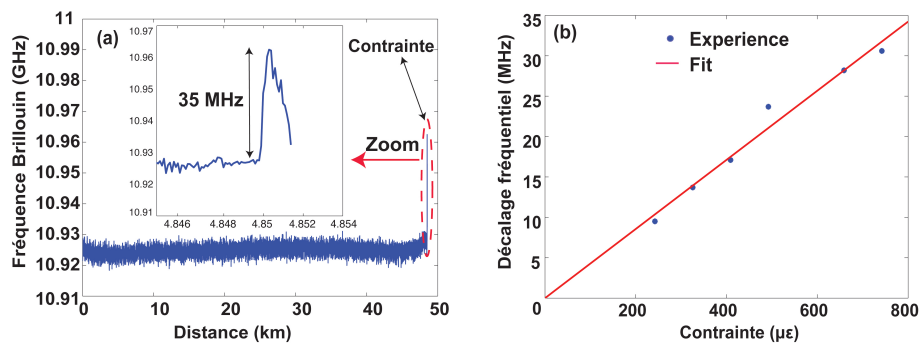 (a)
Fréquence Brillouin (GHz)
11
10.99
10.98
10.97
10.96
10.95
10.94
10.93
10.92
10.91
0 10 20 30 40 50
Distance (km)
10.97
10.96
10.95
10.94
10.93
10.92
10.91
4.846 4.848 4.850 4.852 4.854
35 MHz
Contrainte
Zoom
(b)
Décalage fréquentiel (MHz)
35
30
25
20
15
10
5
0
0 200 400 600 800
Contrainte (με)
Experience
Fit